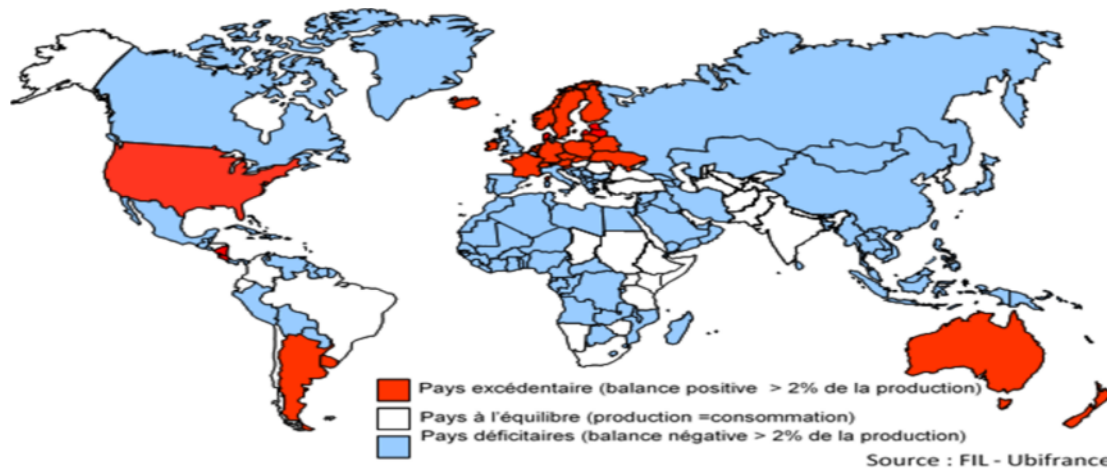 Pays excédentaire (balance positive > 2% de la production)
Pays à l'équilibre (production =consommation)
Pays déficitaires (balance négative > 2% de la production)
Source : FIL - Ubifrance